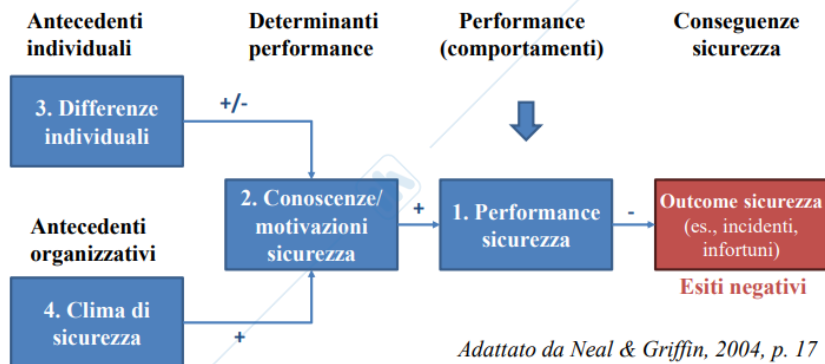 Antecedenti
individuali
Determinanti
performance
Performance
(comportamenti)
Conseguenze
sicurezza
3. Differenze
individuali
+/-
2. Conoscenze/
motivazioni
sicurezza
+
1. Performance
sicurezza
-
Outcome sicurezza
(es., incidenti,
infortuni)
Esiti negativi
Antecedenti
organizzativi
4. Clima di
sicurezza
+
Adattato da Neal & Griffin, 2004, p. 17